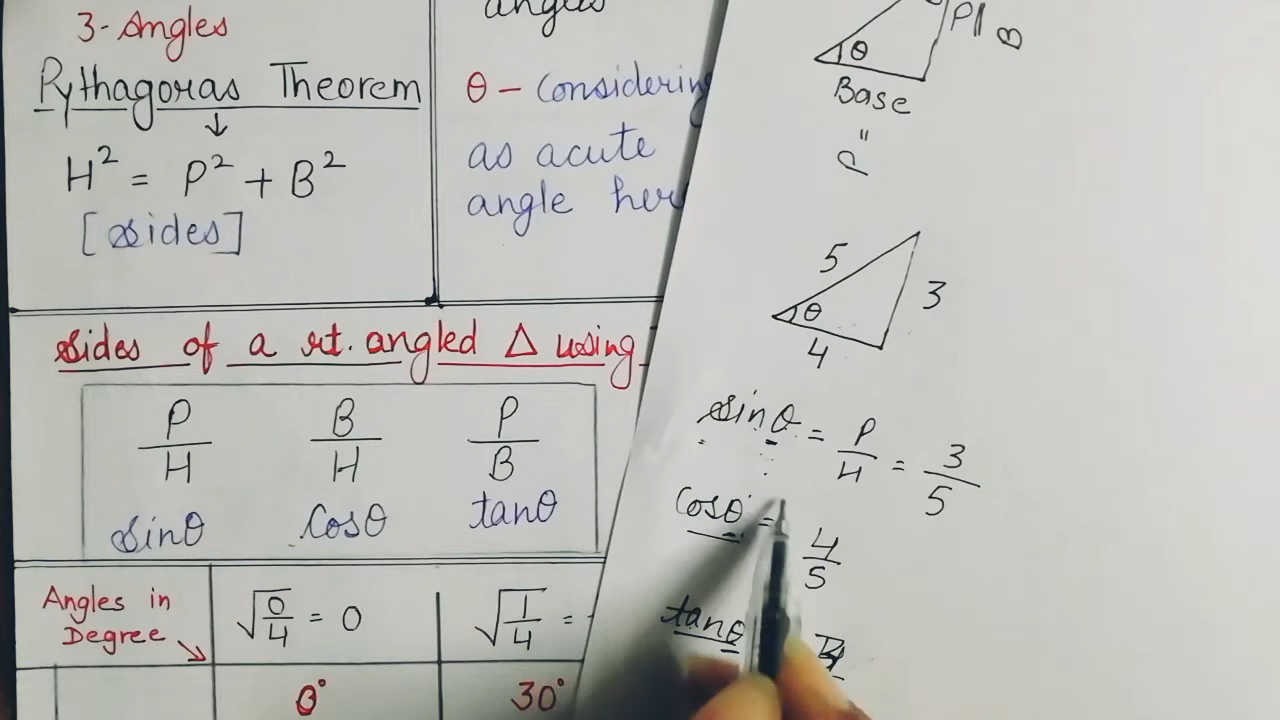 3-Angles
Pythagoras Theorem
↓
H² = P² + B²
[sides]
angles
θ - Considering
as acute
angle her
sides of a rt. angled Δ using
P/H B/H P/B
sinθ Cosθ tanθ
Angles in
Degree
√0/4 = 0
√1/4 =
0° 30°
θ
Base
5
θ
3
4
sinθ = P/H = 3/5
Cosθ = 4/5
tanθ